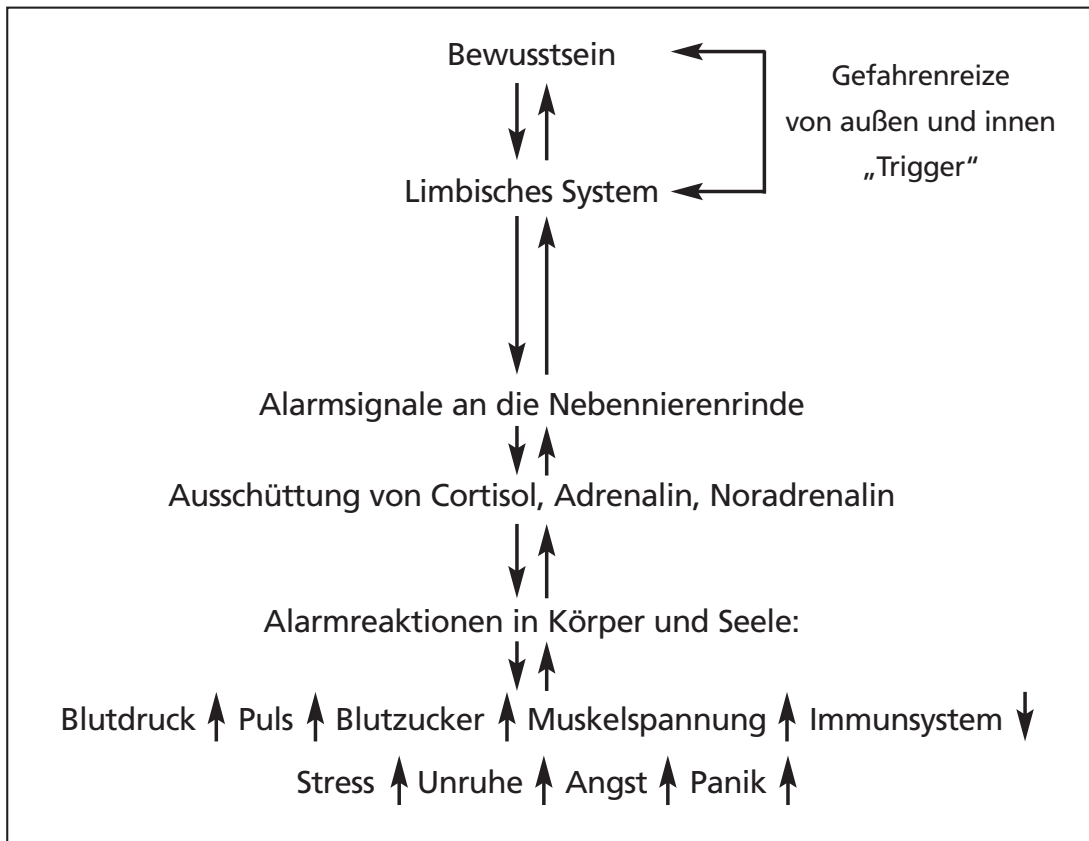 Bewusstsein
Gefahrenreize
von außen und innen
„Trigger“
Limbisches System
Alarmsignale an die Nebennierenrinde
Ausschüttung von Cortisol, Adrenalin, Noradrenalin
Alarmreaktionen in Körper und Seele:
Blutdruck Puls Blutzucker Muskelspannung Immunsystem
Stress Unruhe Angst Panik